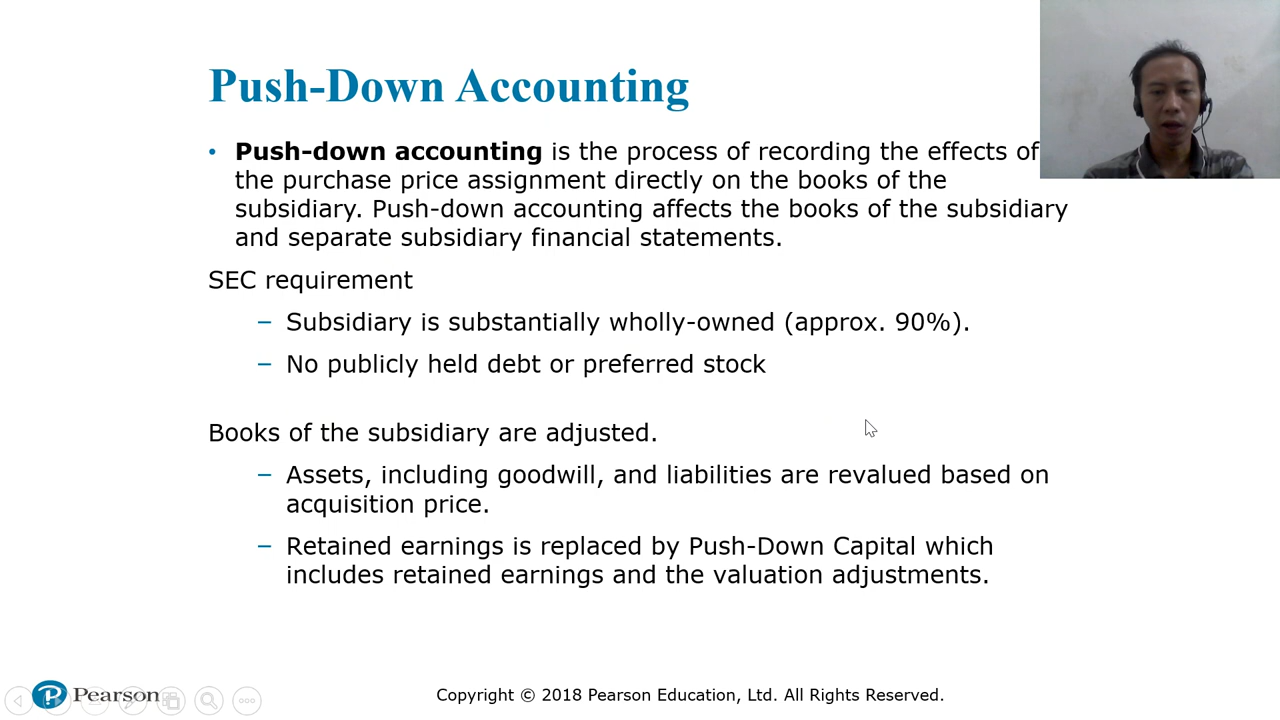 Push-Down Accounting
• Push-down accounting is the process of recording the effects of
the purchase price assignment directly on the books of the
subsidiary. Push-down accounting affects the books of the subsidiary
and separate subsidiary financial statements.
SEC requirement
– Subsidiary is substantially wholly-owned (approx. 90%).
– No publicly held debt or preferred stock
Books of the subsidiary are adjusted.
– Assets, including goodwill, and liabilities are revalued based on
acquisition price.
– Retained earnings is replaced by Push-Down Capital which
includes retained earnings and the valuation adjustments.
Pearson
Copyright © 2018 Pearson Education, Ltd. All Rights Reserved.